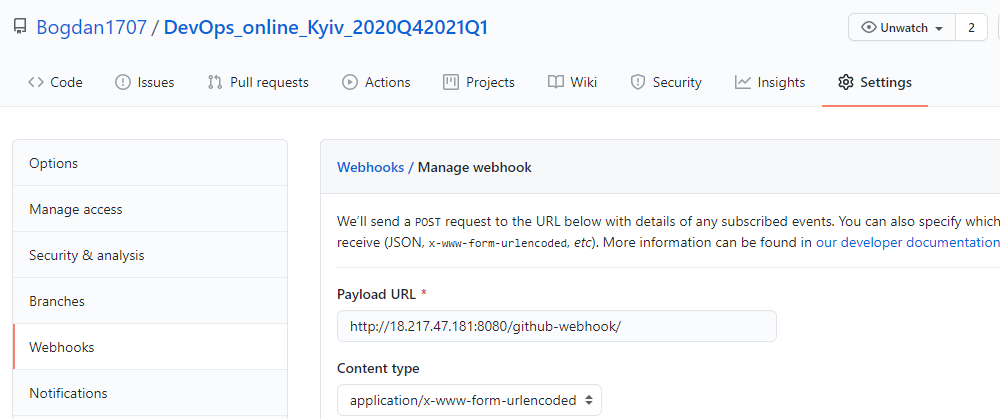 Bogdan1707 / DevOps_online_Kyiv_2020Q42021Q1
Unwatch 2
Code Issues Pull requests Actions Projects Wiki Security Insights Settings
Options
Manage access
Security & analysis
Branches
Webhooks
Notifications
Webhooks / Manage webhook
We'll send a POST request to the URL below with details of any subscribed events. You can also specify which
receive (JSON, x-www-form-urlencoded, etc). More information can be found in our developer documentation
Payload URL *
http://18.217.47.181:8080/github-webhook/
Content type
application/x-www-form-urlencoded